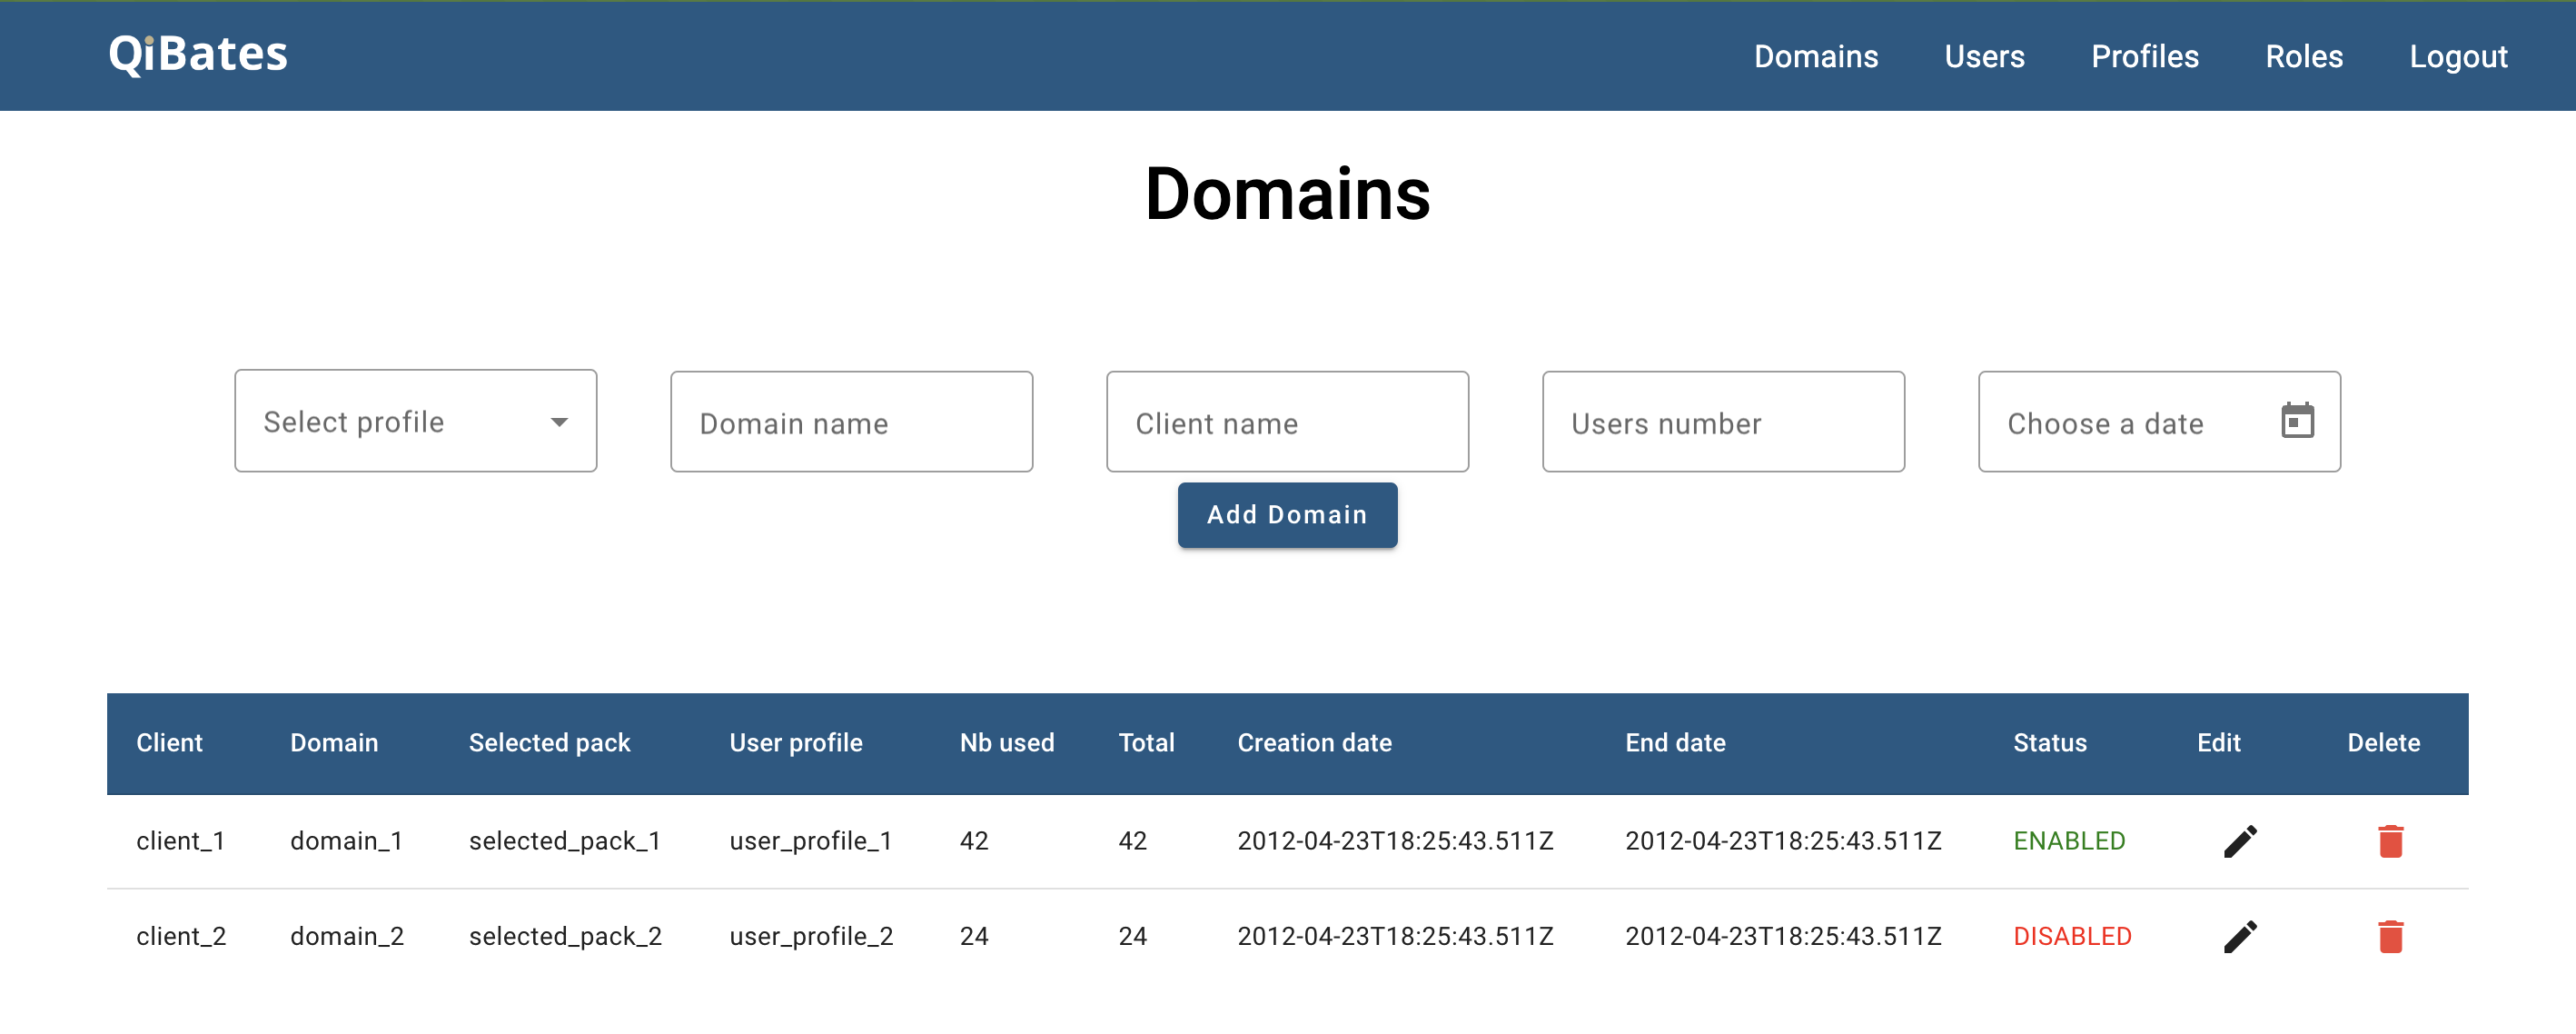 QiBates Domains Users Profiles Roles Logout
Domains
Select profile Domain name Client name Users number Choose a date
Add Domain
Client Domain Selected pack User profile Nb used Total Creation date End date Status Edit Delete
client_1 domain_1 selected_pack_1 user_profile_1 42 42 2012-04-23T18:25:43.511Z 2012-04-23T18:25:43.511Z ENABLED
client_2 domain_2 selected_pack_2 user_profile_2 24 24 2012-04-23T18:25:43.511Z 2012-04-23T18:25:43.511Z DISABLED